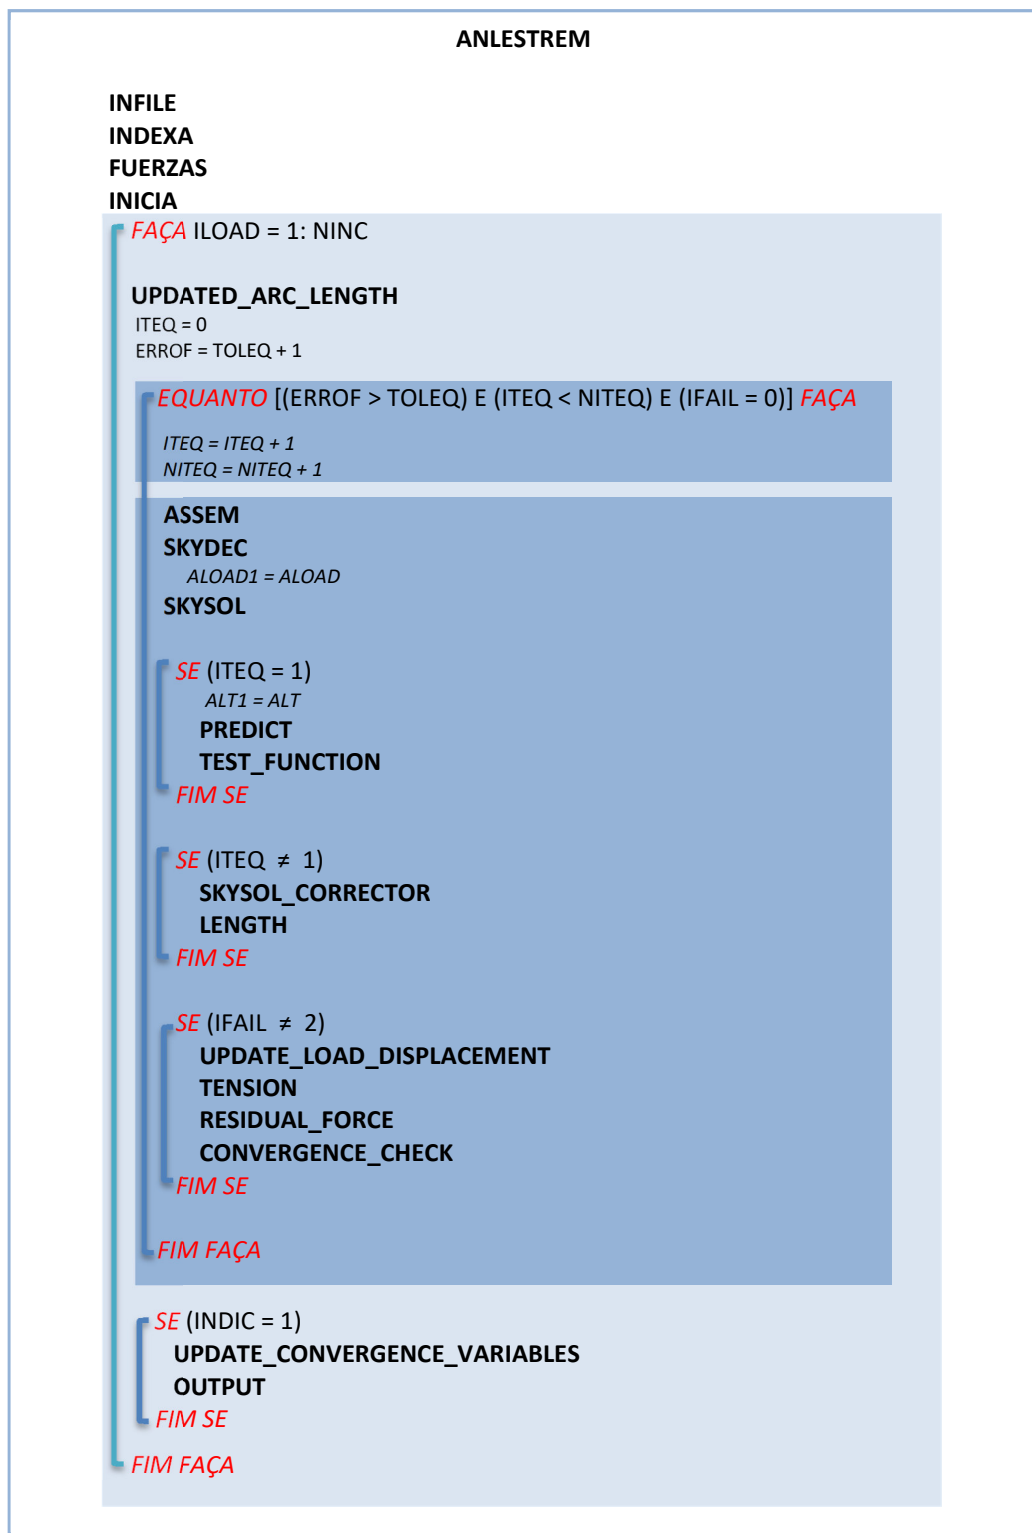 ANLESTREM
INFILE
INDEXA
FUERZAS
INICIA
FAÇA ILOAD = 1: NINC
UPDATED_ARC_LENGTH
ITEQ = 0
ERROF = TOLEQ + 1
EQUANTO [(ERROF > TOLEQ) E (ITEQ < NITEQ) E (IFAIL = 0)] FAÇA
ITEQ = ITEQ + 1
NITEQ = NITEQ + 1
ASSEM
SKYDEC
ALOAD1 = ALOAD
SKYSOL
SE (ITEQ = 1)
ALT1 = ALT
PREDICT
TEST_FUNCTION
FIM SE
SE (ITEQ ≠ 1)
SKYSOL_CORRECTOR
LENGTH
FIM SE
SE (IFAIL ≠ 2)
UPDATE_LOAD_DISPLACEMENT
TENSION
RESIDUAL_FORCE
CONVERGENCE_CHECK
FIM SE
FIM FAÇA
SE (INDIC = 1)
UPDATE_CONVERGENCE_VARIABLES
OUTPUT
FIM SE
FIM FAÇA